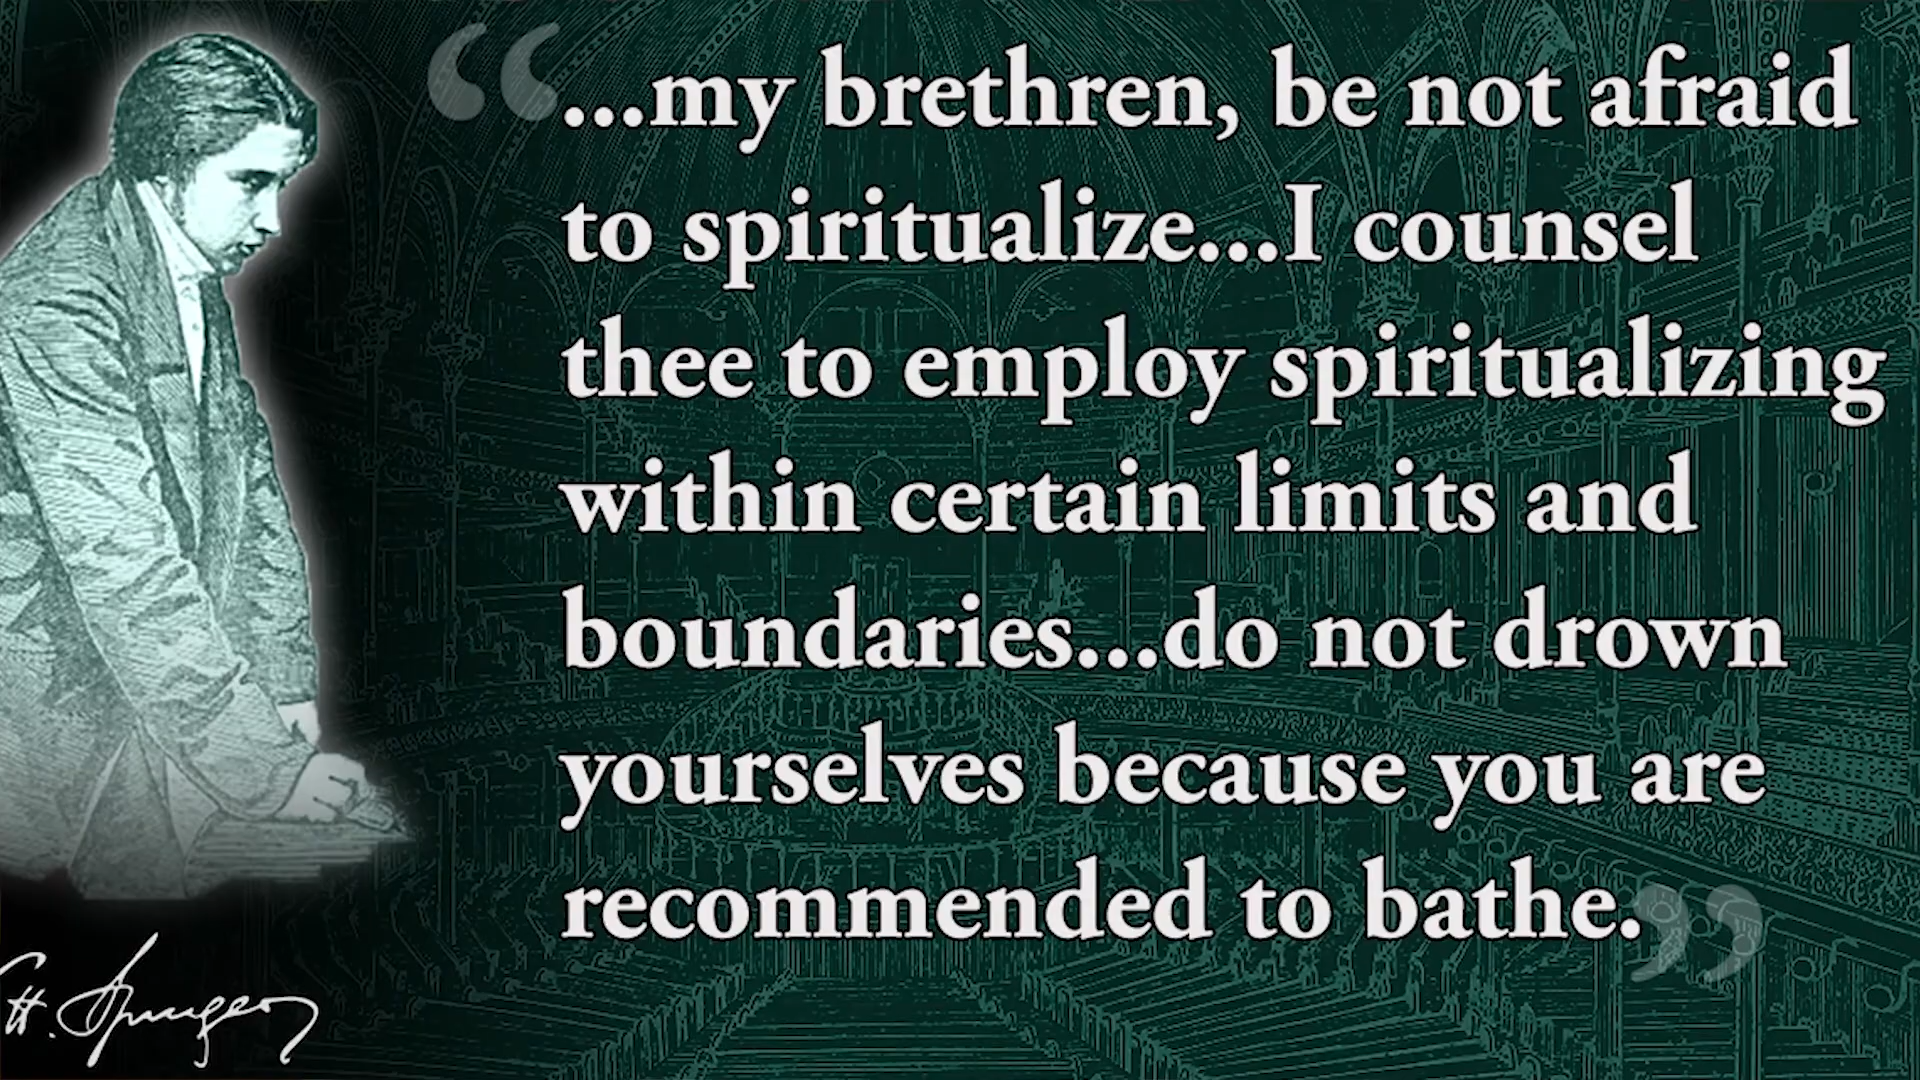 “...my brethren, be not afraid
to spiritualize...I counsel
thee to employ spiritualizing
within certain limits and
boundaries...do not drown
yourselves because you are
recommended to bathe.”
H. Spurgeon